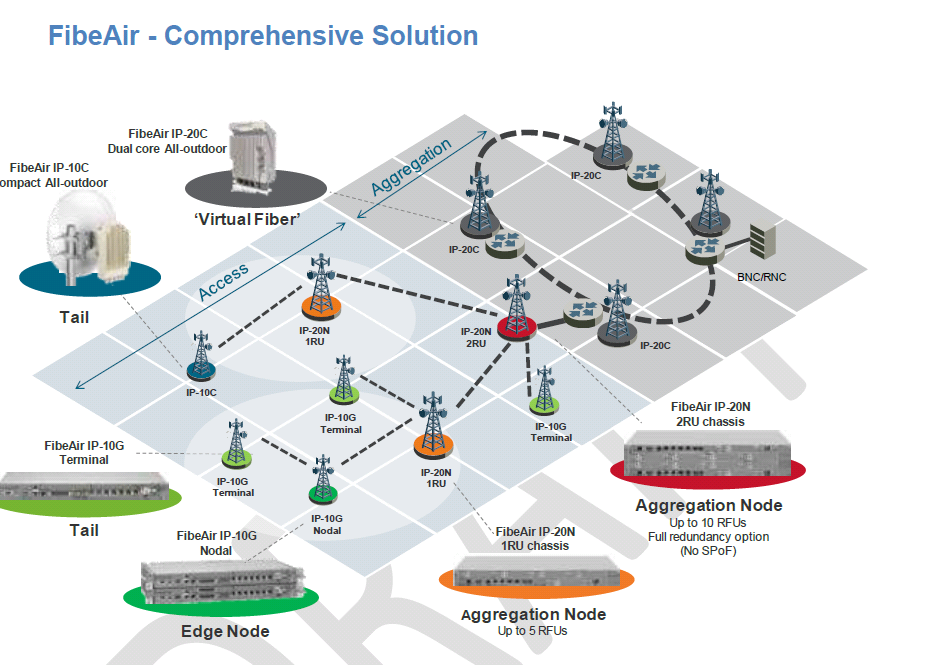 FibeAir - Comprehensive Solution
FibeAir IP-20C
Dual core All-outdoor
FibeAir IP-10C
ompact All-outdoor
‘Virtual Fiber’
Tail
Aggregation
Access
IP-20C
IP-20C
BNC/RNC
IP-20N
1RU
IP-20N
2RU
IP-20C
IP-10C
IP-10G
Terminal
IP-10G
Terminal
FibeAir IP-20N
2RU chassis
FibeAir IP-10G
Terminal
IP-10G
Terminal
IP-20N
1RU
Tail
IP-10G
Nodal
Aggregation Node
Up to 10 RFUs
Full redundancy option
(No SPoF)
FibeAir IP-10G
Nodal
FibeAir IP-20N
1RU chassis
Edge Node
Aggregation Node
Up to 5 RFUs